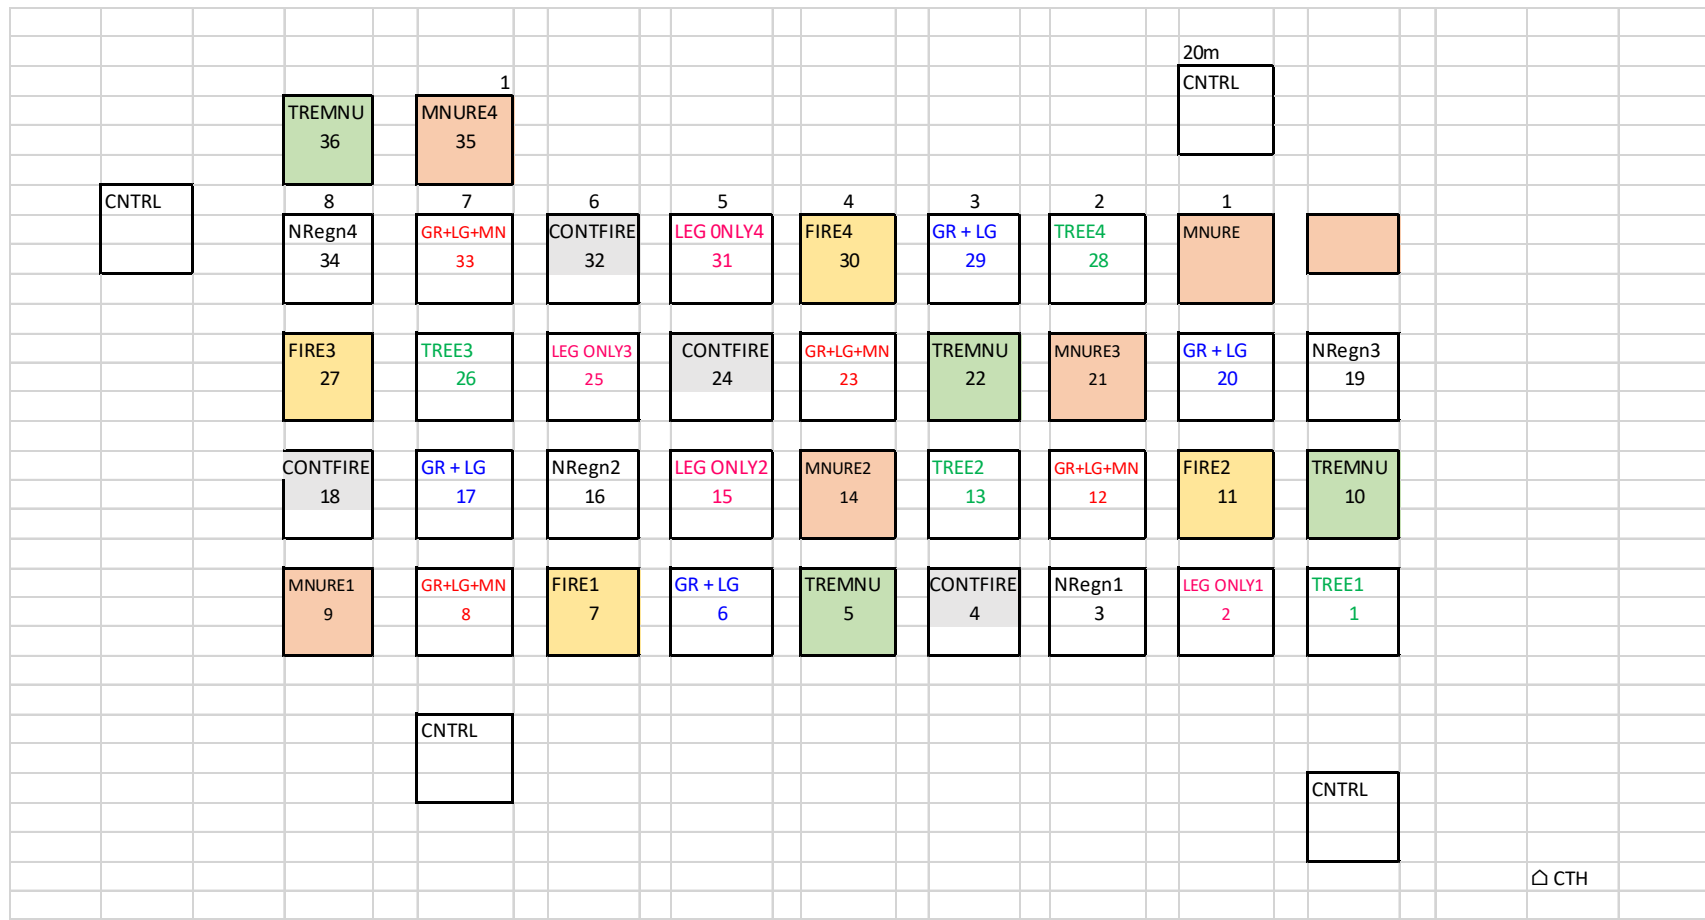 20m
1 CNTRL
TREMNU MNURE4
36 35
CNTRL 8 7 6 5 4 3 2 1
NRegn4 GR+LG+MN CONTFIRE LEG 0NLY4 FIRE4 GR + LG TREE4 MNURE
34 33 32 31 30 29 28
FIRE3 TREE3 LEG ONLY3 CONTFIRE GR+LG+MN TREMNU MNURE3 GR + LG NRegn3
27 26 25 24 23 22 21 20 19
CONTFIRE GR + LG NRegn2 LEG ONLY2 MNURE2 TREE2 GR+LG+MN FIRE2 TREMNU
18 17 16 15 14 13 12 11 10
MNURE1 GR+LG+MN FIRE1 GR + LG TREMNU CONTFIRE NRegn1 LEG ONLY1 TREE1
9 8 7 6 5 4 3 2 1
CNTRL
CNTRL
CTH